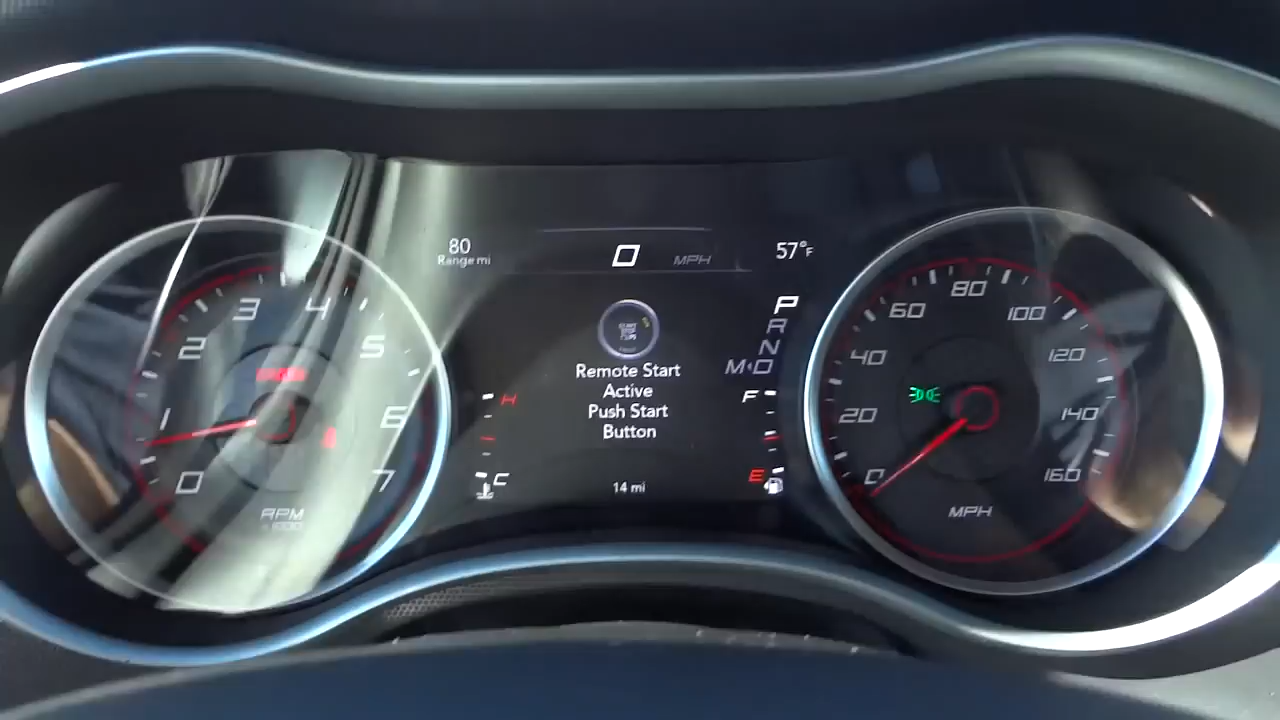 80
Range mi
0 MPH
57°F
P
R
N
M◂D
Remote Start
Active
Push Start
Button
14 mi
H
C
F
E
0
1
2
3
4
5
6
7
RPM
x 1000
0
20
40
60
80
100
120
140
160
MPH